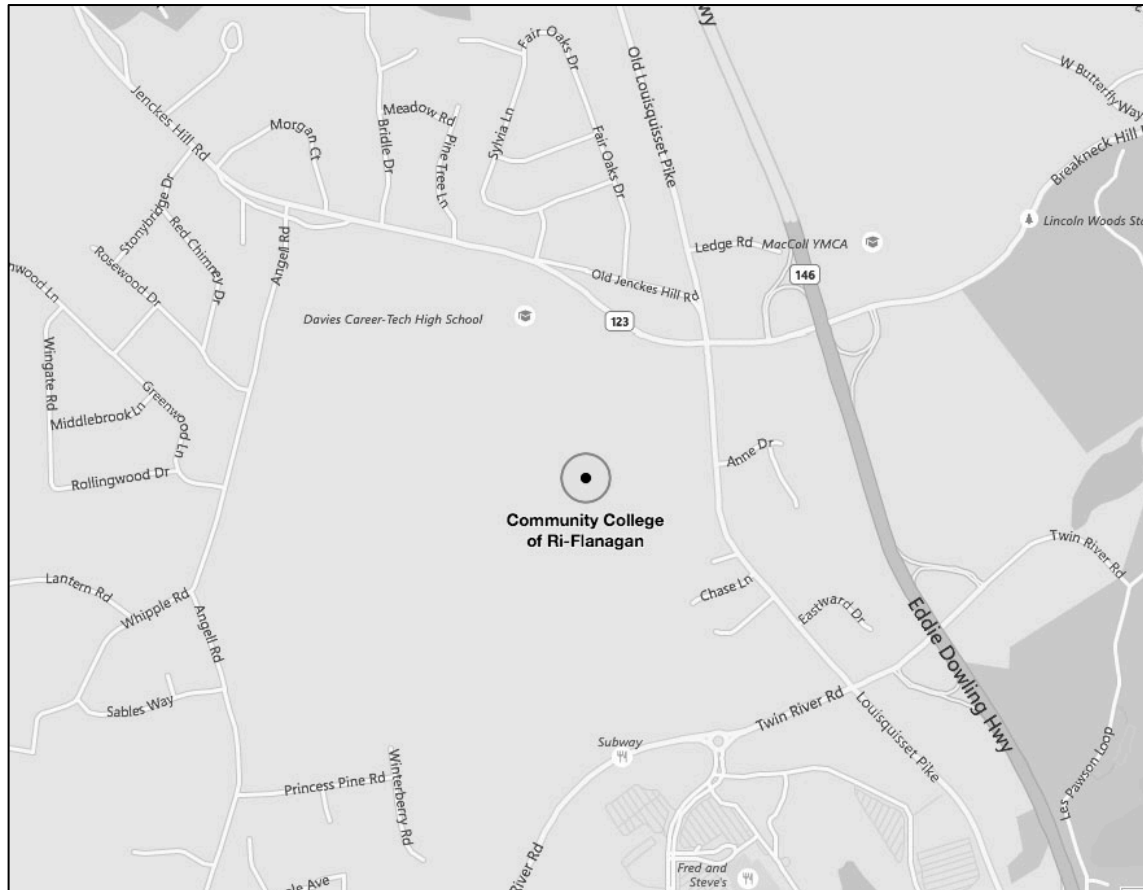 wy
Fair Oaks Dr
Old Louisquisset Pike
W Butterfly Way
Jenckes Hill Rd
Meadow Rd
Bridle Dr
Pine Tree Ln
Sylvia Ln
Fair Oaks Dr
Morgan Ct
Breakneck Hill
Stonybridge Dr
Red Chimney Dr
Angell Rd
Ledge Rd
MacColl YMCA
Lincoln Woods Sta
Rosewood Dr
Old Jenckes Hill Rd
146
nwood Ln
Davies Career-Tech High School
123
Wingate Rd
Greenwood Ln
Middlebrook Ln
Rollingwood Dr
Anne Dr
Community College
of Ri-Flanagan
Twin River Rd
Lantern Rd
Whipple Rd
Chase Ln
Eastward Dr
Angell Rd
Eddie Dowling Hwy
Sables Way
Twin River Rd
Louisquisset Pike
Subway
Princess Pine Rd
Winterberry Rd
Les Pawson Loop
River Rd
Fred and
Steve's
ple Ave